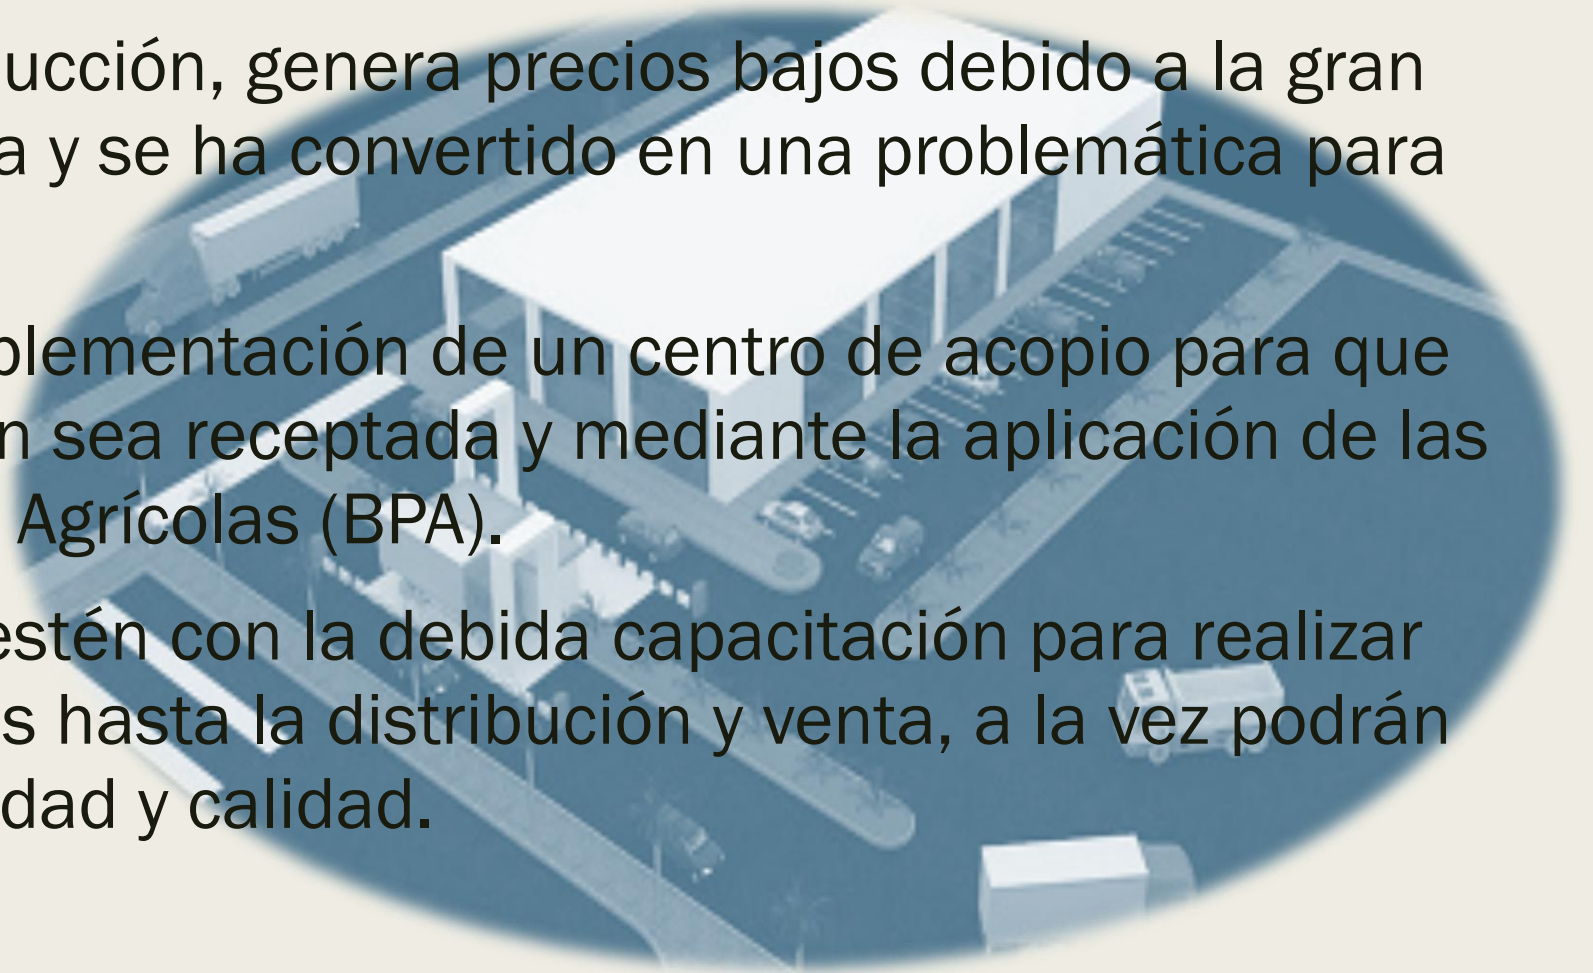 ucción, genera precios bajos debido a la gran
a y se ha convertido en una problemática para
plementación de un centro de acopio para que
n sea receptada y mediante la aplicación de las
Agrícolas (BPA).
estén con la debida capacitación para realizar
s hasta la distribución y venta, a la vez podrán
dad y calidad.